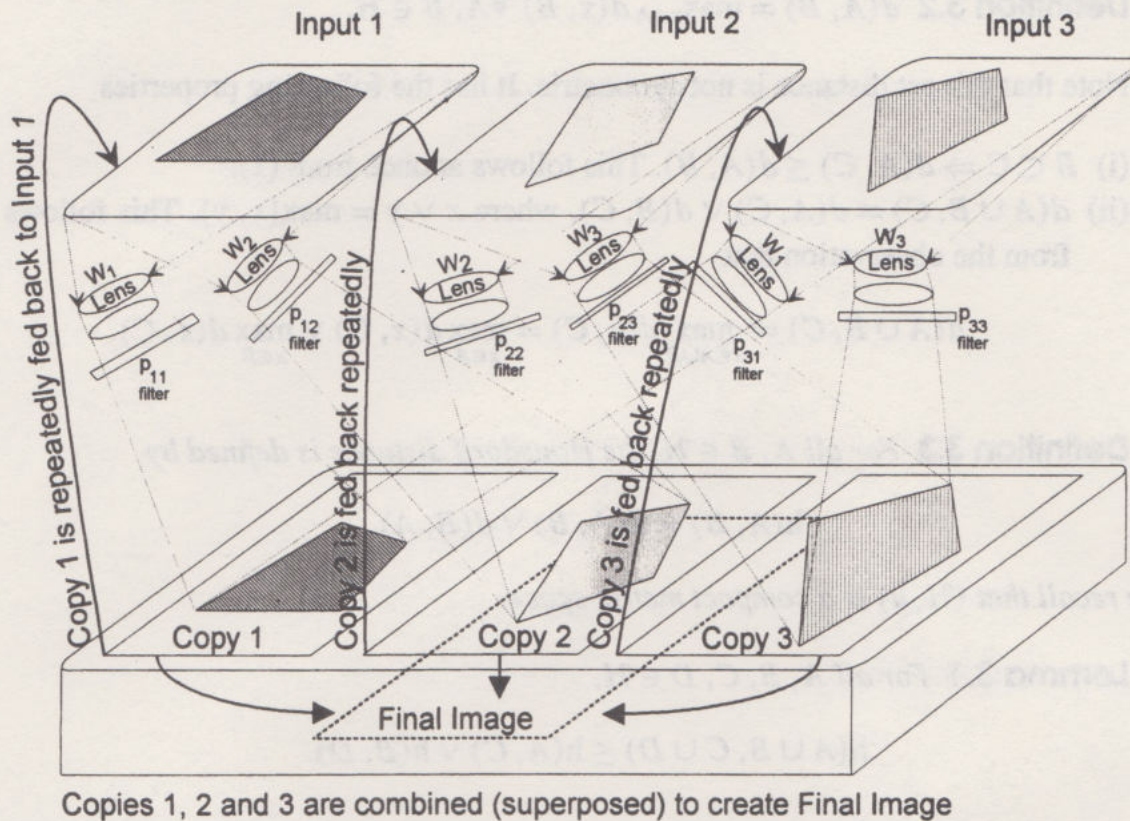 Input 1
Input 2
Input 3
Copy 1 is repeatedly fed back to Input 1
Copy 2 is fed back repeatedly
Copy 3 is fed back repeatedly
W1
Lens
p11
filter
W2
Lens
p12
filter
W2
Lens
p22
filter
W3
Lens
p23
filter
Lens
p31
filter
W3
Lens
p33
filter
Copy 1
Copy 2
Copy 3
Final Image
Copies 1, 2 and 3 are combined (superposed) to create Final Image